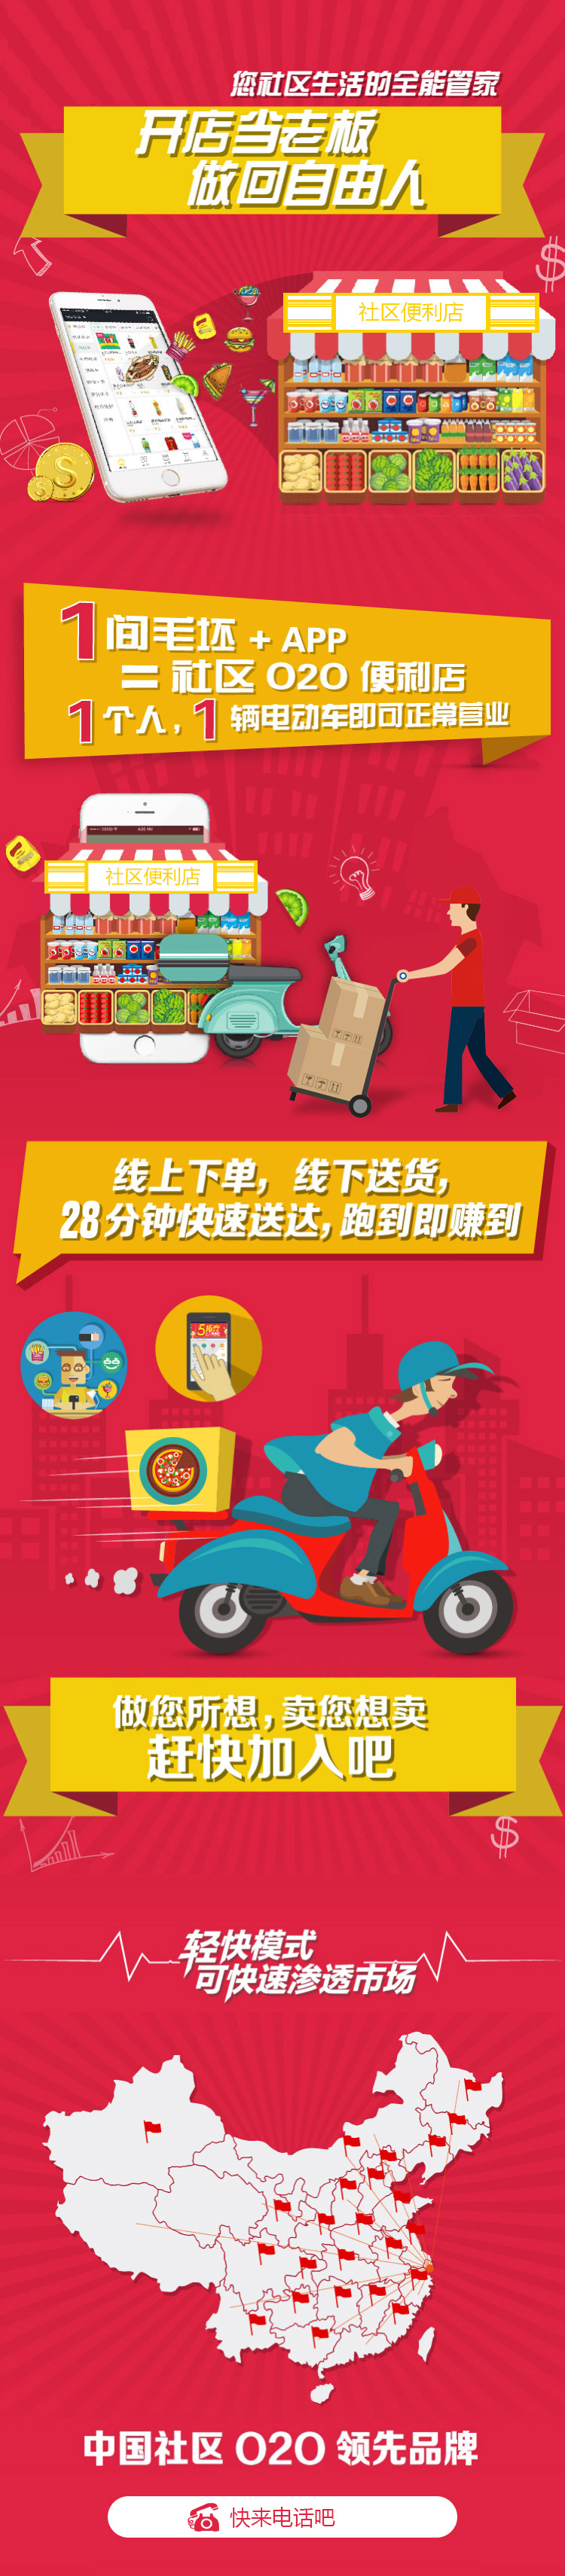 您社区生活的全能管家
开店当老板
做回自由人
社区便利店
1间毛坯 + APP
= 社区 O2O 便利店
1个人，1辆电动车即可正常营业
社区便利店
线上下单，线下送货，
28分钟快速送达，跑到即赚到
5折
做您所想，卖您想卖
赶快加入吧
轻快模式
可快速渗透市场
中国社区 O2O 领先品牌
快来电话吧